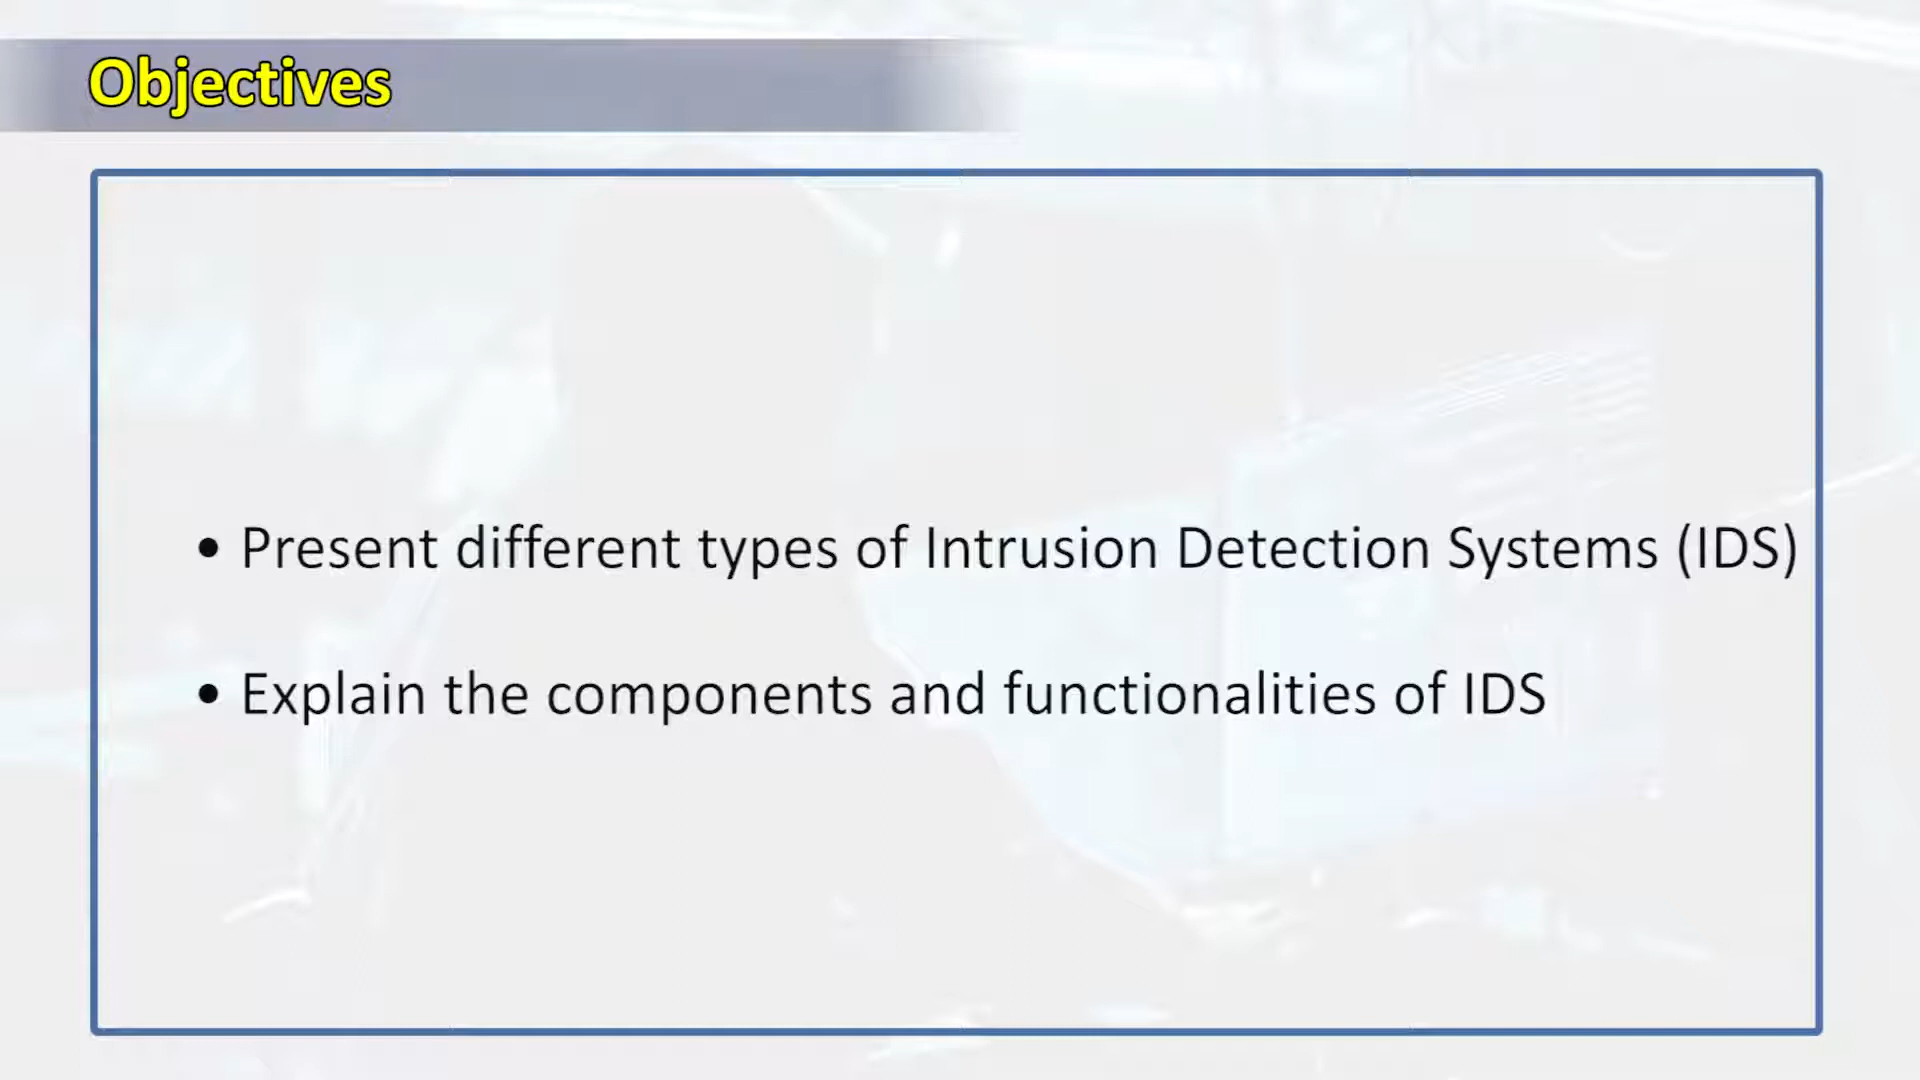 Objectives
• Present different types of Intrusion Detection Systems (IDS)
• Explain the components and functionalities of IDS